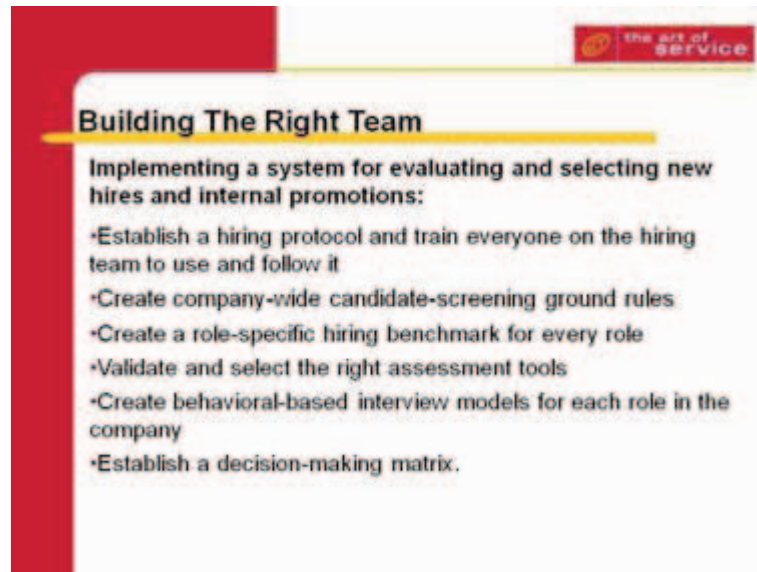 the art of
service
Building The Right Team
Implementing a system for evaluating and selecting new
hires and internal promotions:
•Establish a hiring protocol and train everyone on the hiring
team to use and follow it
•Create company-wide candidate-screening ground rules
•Create a role-specific hiring benchmark for every role
•Validate and select the right assessment tools
•Create behavioral-based interview models for each role in the
company
•Establish a decision-making matrix.